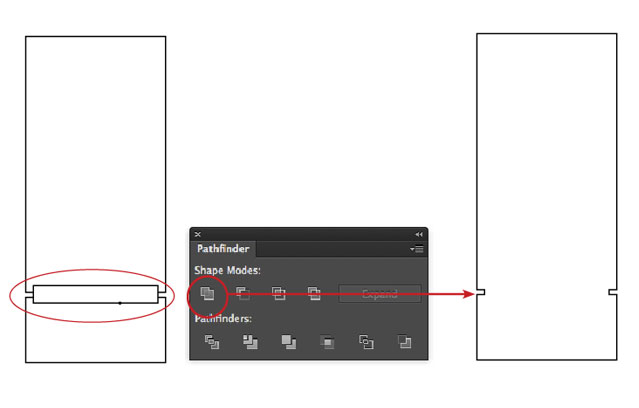 Pathfinder
Shape Modes:
Expand
Pathfinders: